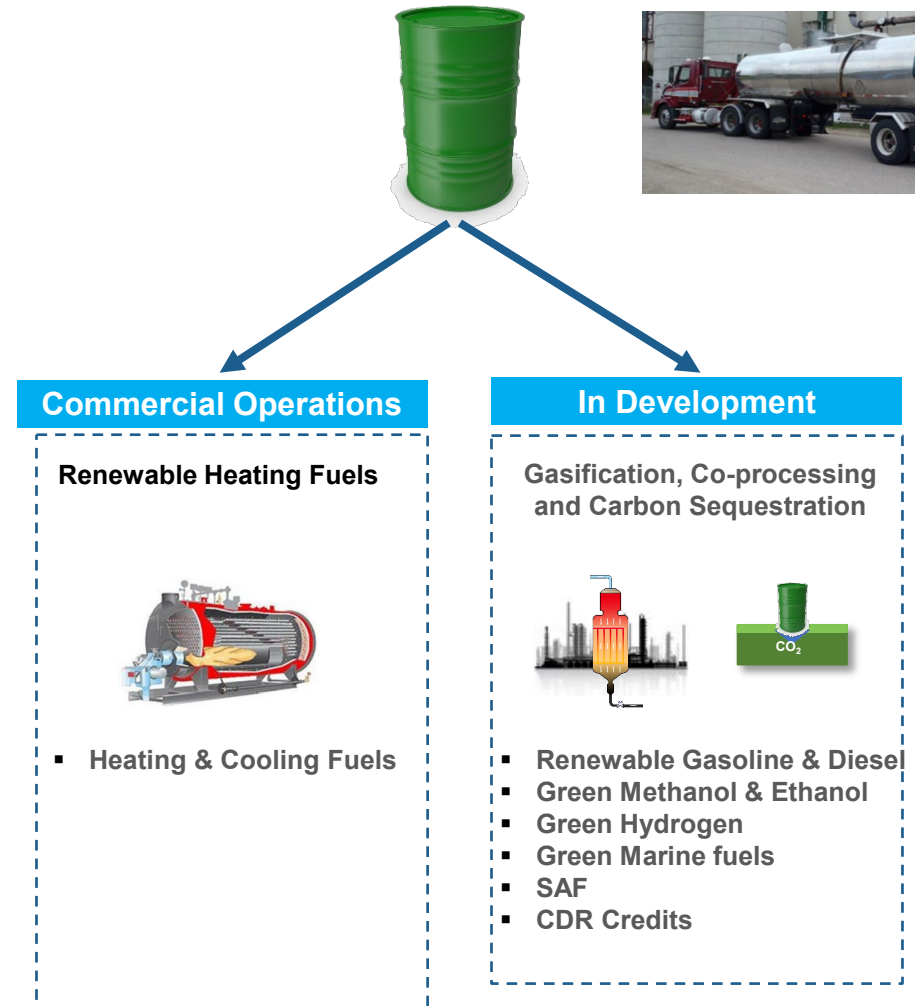 Commercial Operations
Renewable Heating Fuels
▪ Heating & Cooling Fuels
In Development
Gasification, Co-processing
and Carbon Sequestration
CO₂
▪ Renewable Gasoline & Diesel
▪ Green Methanol & Ethanol
▪ Green Hydrogen
▪ Green Marine fuels
▪ SAF
▪ CDR Credits